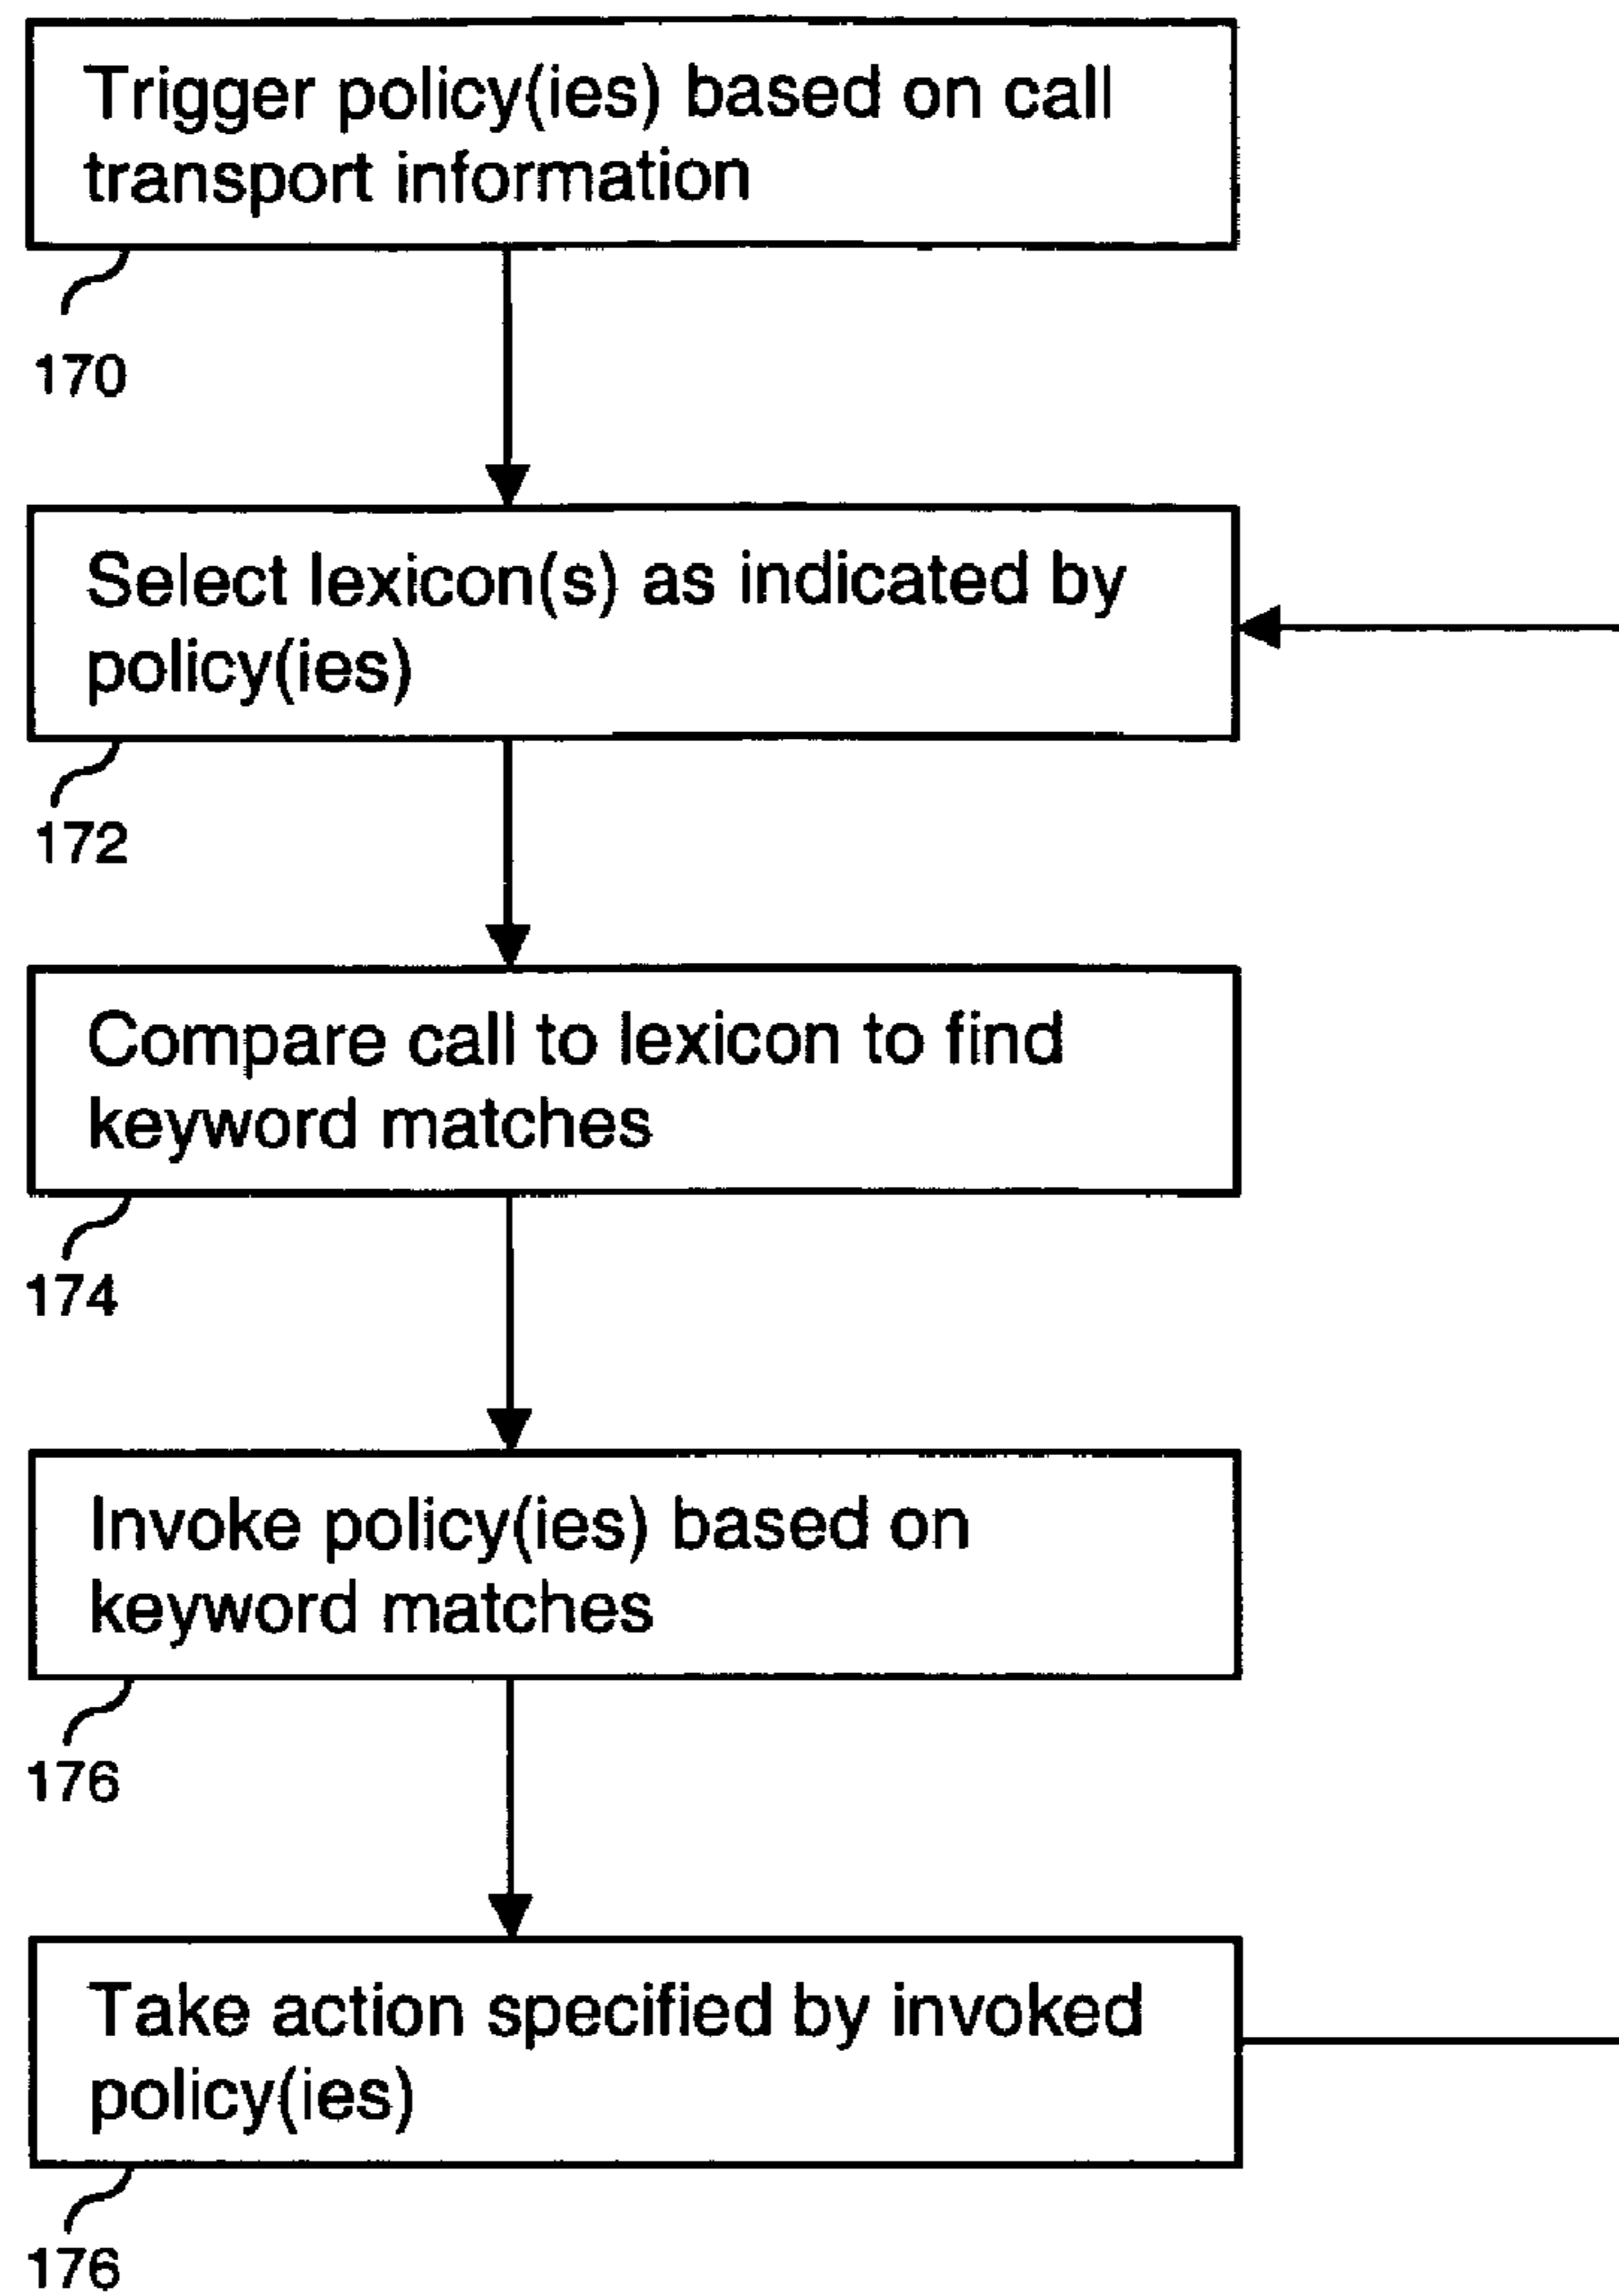 Trigger policy(ies) based on call
transport information
170
Select lexicon(s) as indicated by
policy(ies)
172
Compare call to lexicon to find
keyword matches
174
Invoke policy(ies) based on
keyword matches
176
Take action specified by invoked
policy(ies)
176